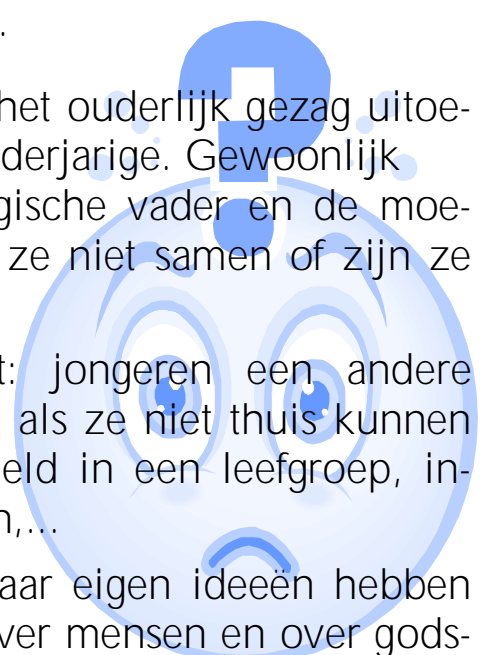 .
het ouderlijk gezag uitoe-
derjarige. Gewoonlijk
gische vader en de moe-
ze niet samen of zijn ze
t: jongeren een andere
als ze niet thuis kunnen
eld in een leefgroep, in-
n,...
aar eigen ideeën hebben
ver mensen en over gods-